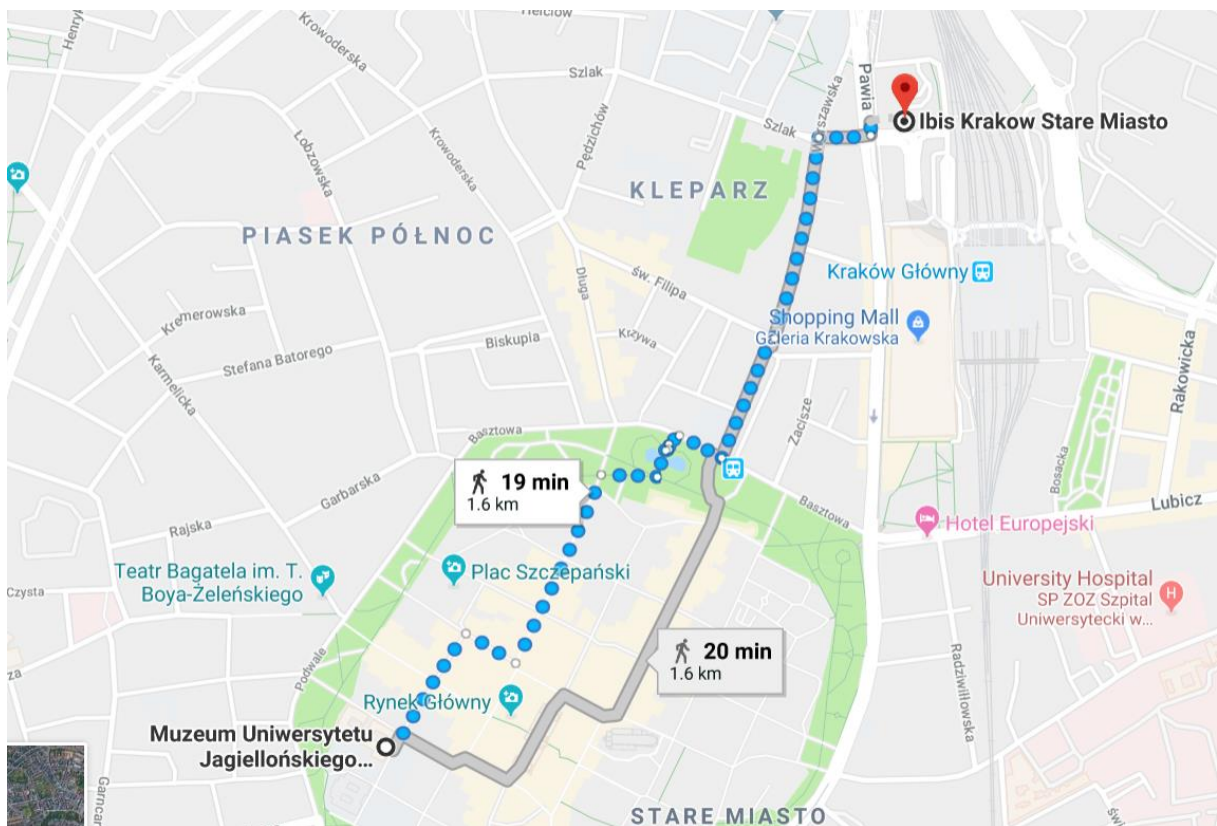 Henryk
Krowoderska
Helclów
Szlak
Pawia
Warszawska
Ibis Krakow Stare Miasto
Szlak
Łobzowska
Krowoderska
Pędzichów
KLEPARZ
PIASEK PÓŁNOC
Kraków Główny
św. Filipa
Długa
Kremerowska
Shopping Mall
Galeria Krakowska
Krzywa
Biskupia
Stefana Batorego
Rakowicka
Karmelicka
Zacisze
Basztowa
19 min
1.6 km
Garbarska
Bosacka
Basztowa
Lubicz
Rajska
Hotel Europejski
Teatr Bagatela im. T.
Boya-Żeleńskiego
Plac Szczepański
Czysta
University Hospital
SP ZOZ Szpital
Uniwersytecki w...
20 min
1.6 km
Podwale
Radziwiłłowska
Rynek Główny
Muzeum Uniwersytetu
Jagiellońskiego...
STARE MIASTO